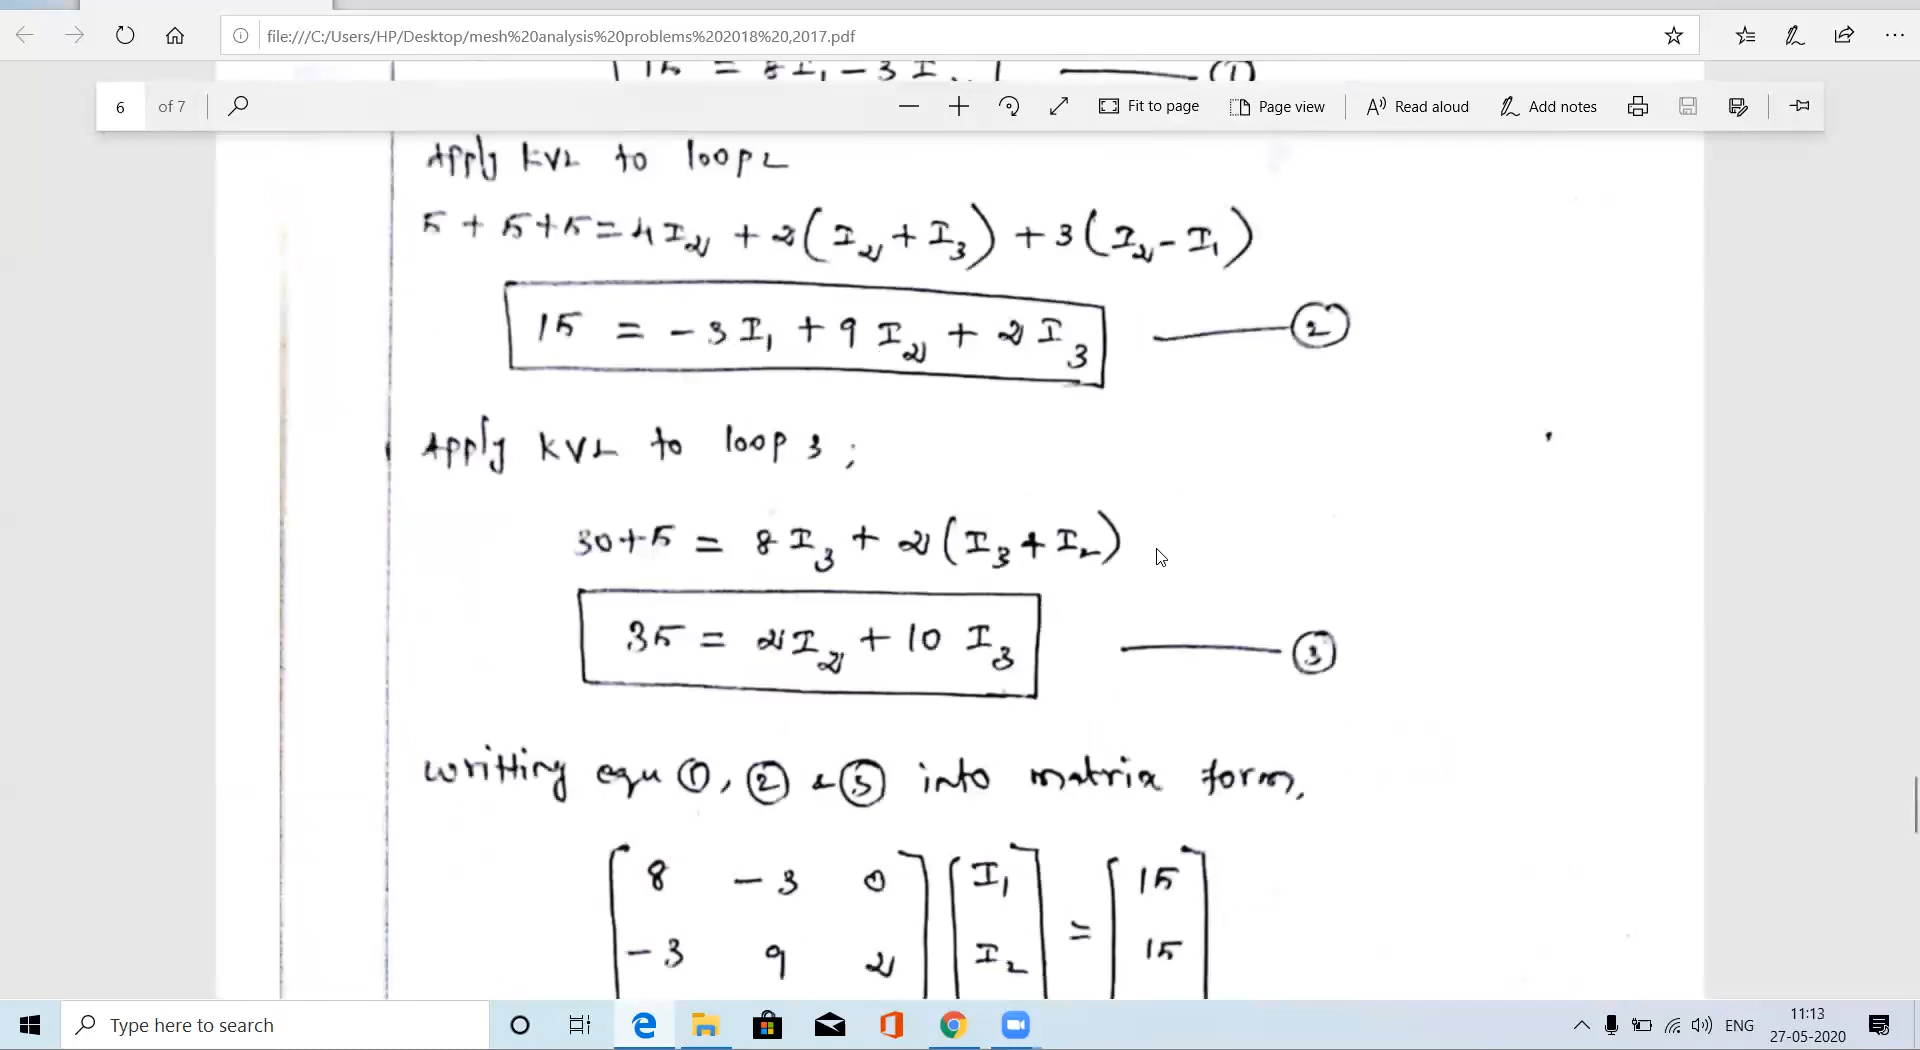 file:///C:/Users/HP/Desktop/mesh%20analysis%20problems%202018%20,2017.pdf
15 = 8I₁ - 3I
6 of 7
Fit to page
Page view
Read aloud
Add notes
Apply KVL to loop 2
5 + 5 + 5 = 4I₂ + 2(I₂ + I₃) + 3(I₂ - I₁)
15 = -3I₁ + 9I₂ + 2I₃ ——— ②
Apply KVL to loop 3;
30 + 5 = 8I₃ + 2(I₃ + I₂)
35 = 2I₂ + 10 I₃ ——— ③
writting equ ①, ② & ③ into matrix form,
8 -3 0 I₁ 15
-3 9 2 I₂ = 15
Type here to search
ENG
11:13
27-05-2020